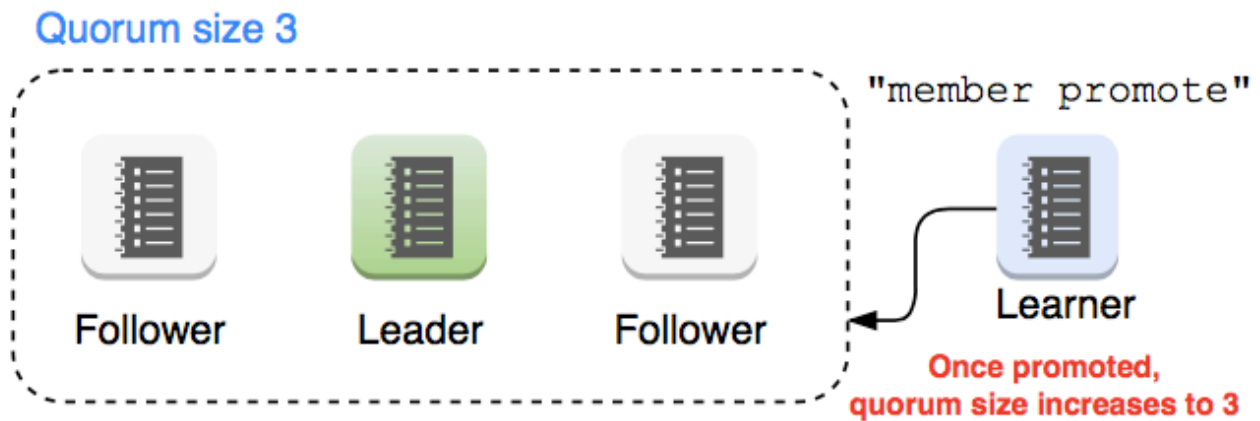 Quorum size 3
"member promote"
Follower
Leader
Follower
Learner
Once promoted,
quorum size increases to 3